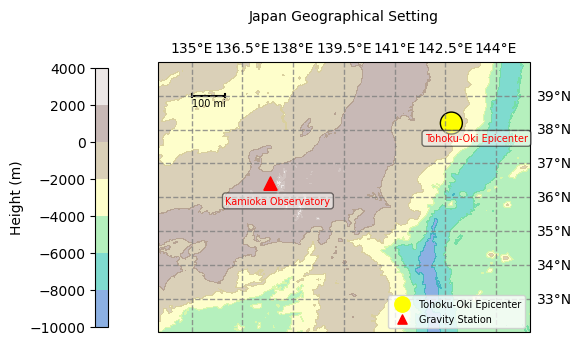 Japan Geographical Setting
135°E 136.5°E 138°E 139.5°E 141°E 142.5°E 144°E
4000
2000
0
−2000
−4000
−6000
−8000
−10000
Height (m)
100 mi
39°N
38°N
37°N
36°N
35°N
34°N
33°N
Tohoku-Oki Epicenter
Kamioka Observatory
Tohoku-Oki Epicenter
Gravity Station